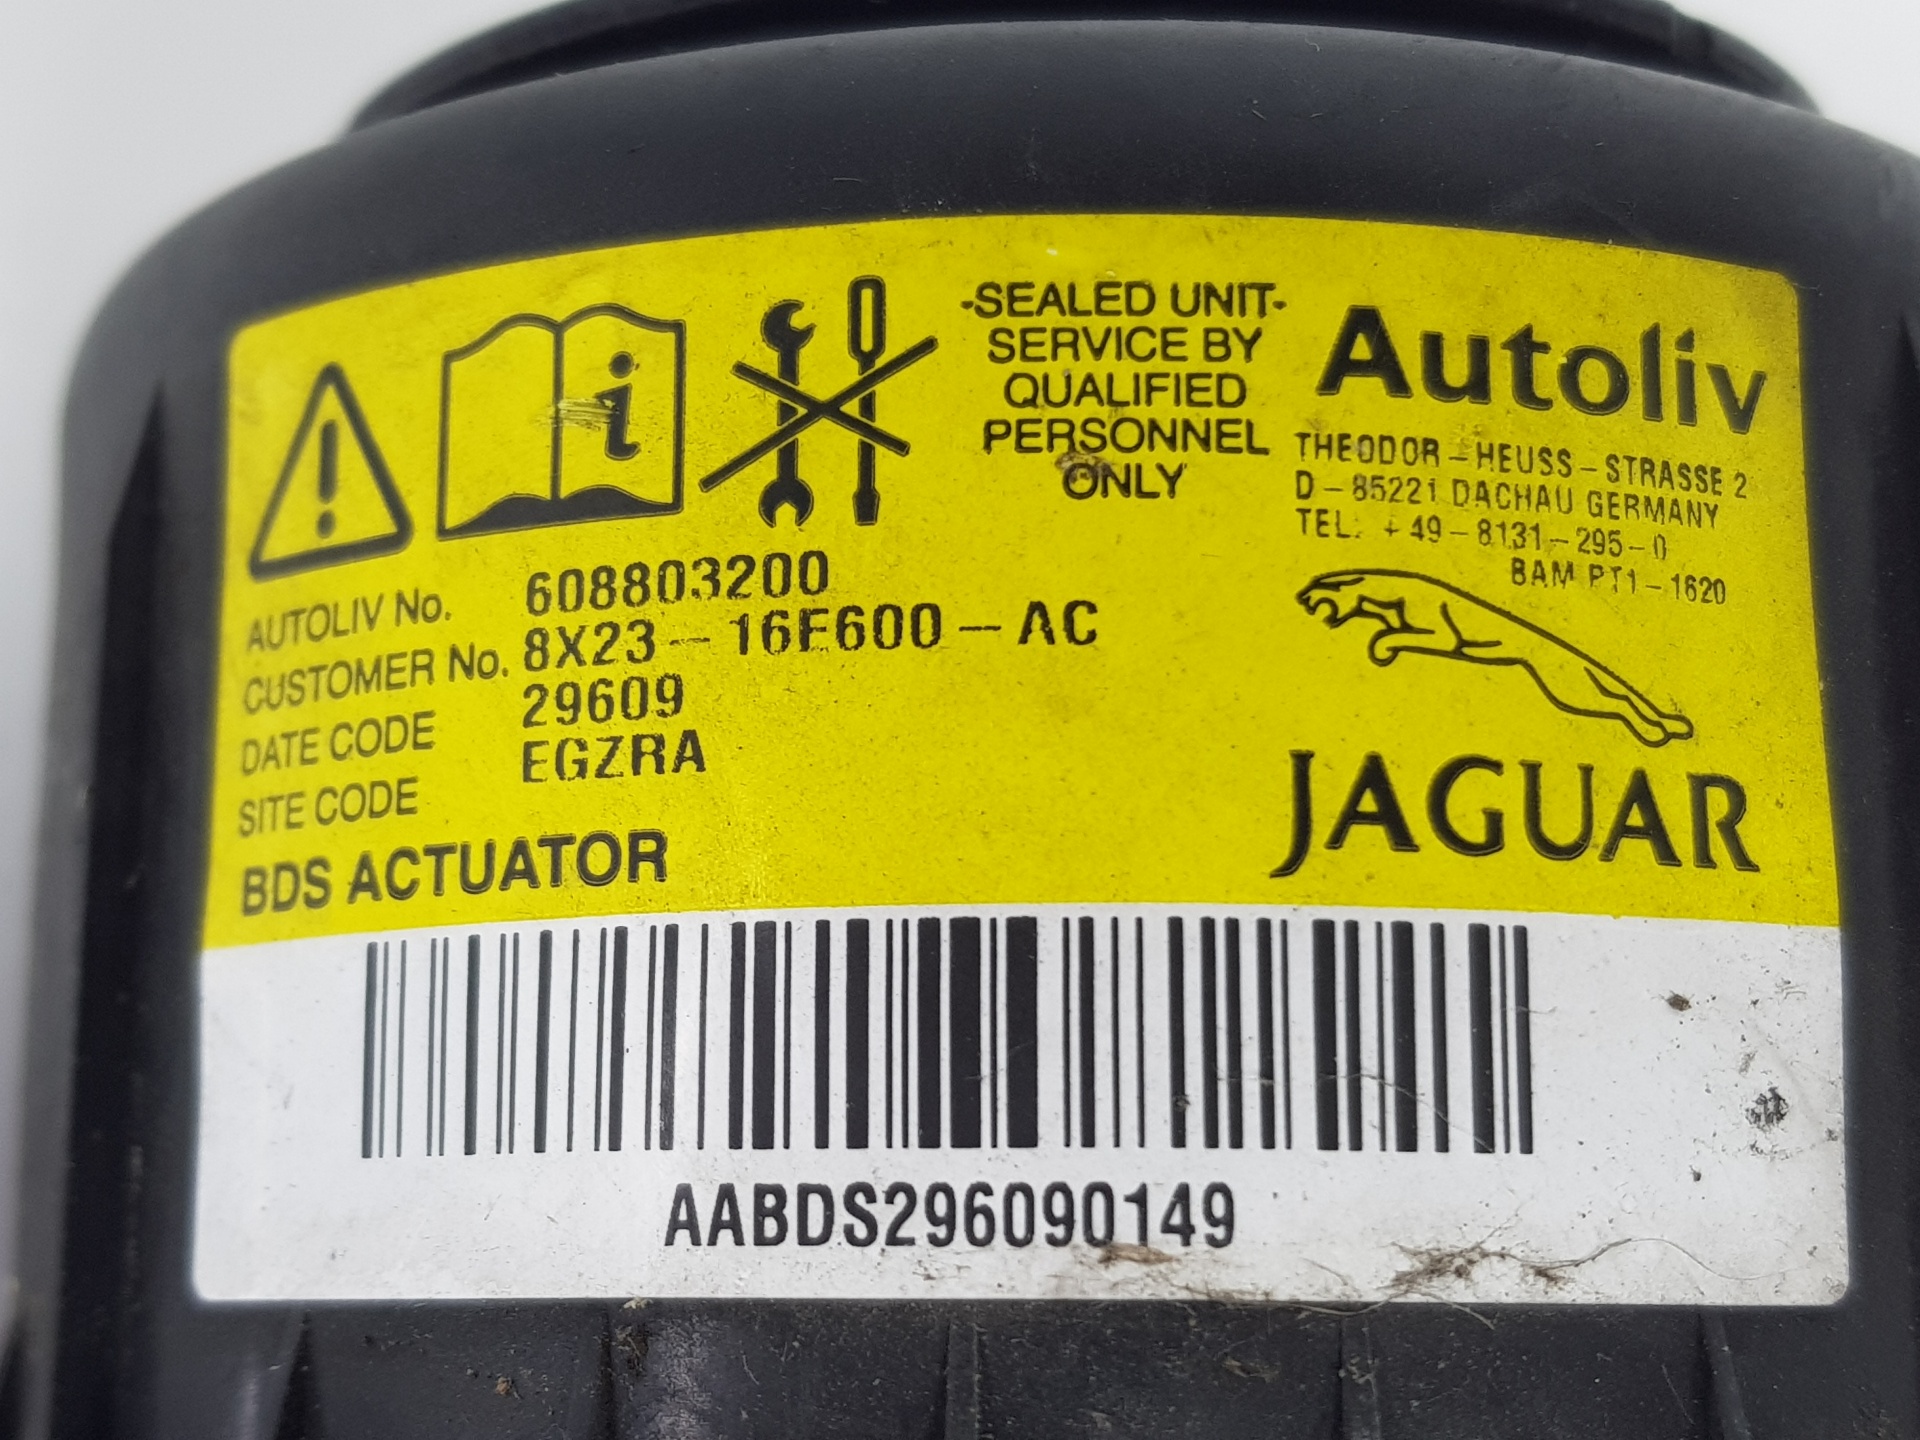 -SEALED UNIT-
SERVICE BY
QUALIFIED
PERSONNEL
ONLY
Autoliv
THEODOR-HEUSS-STRASSE 2
D-85221 DACHAU GERMANY
TEL. +49-8131-295-0
BAM PT1-1620
AUTOLIV No. 608803200
CUSTOMER No. 8X23-16F600-AC
DATE CODE 29609
SITE CODE EGZRA
BDS ACTUATOR
JAGUAR
AABDS296090149